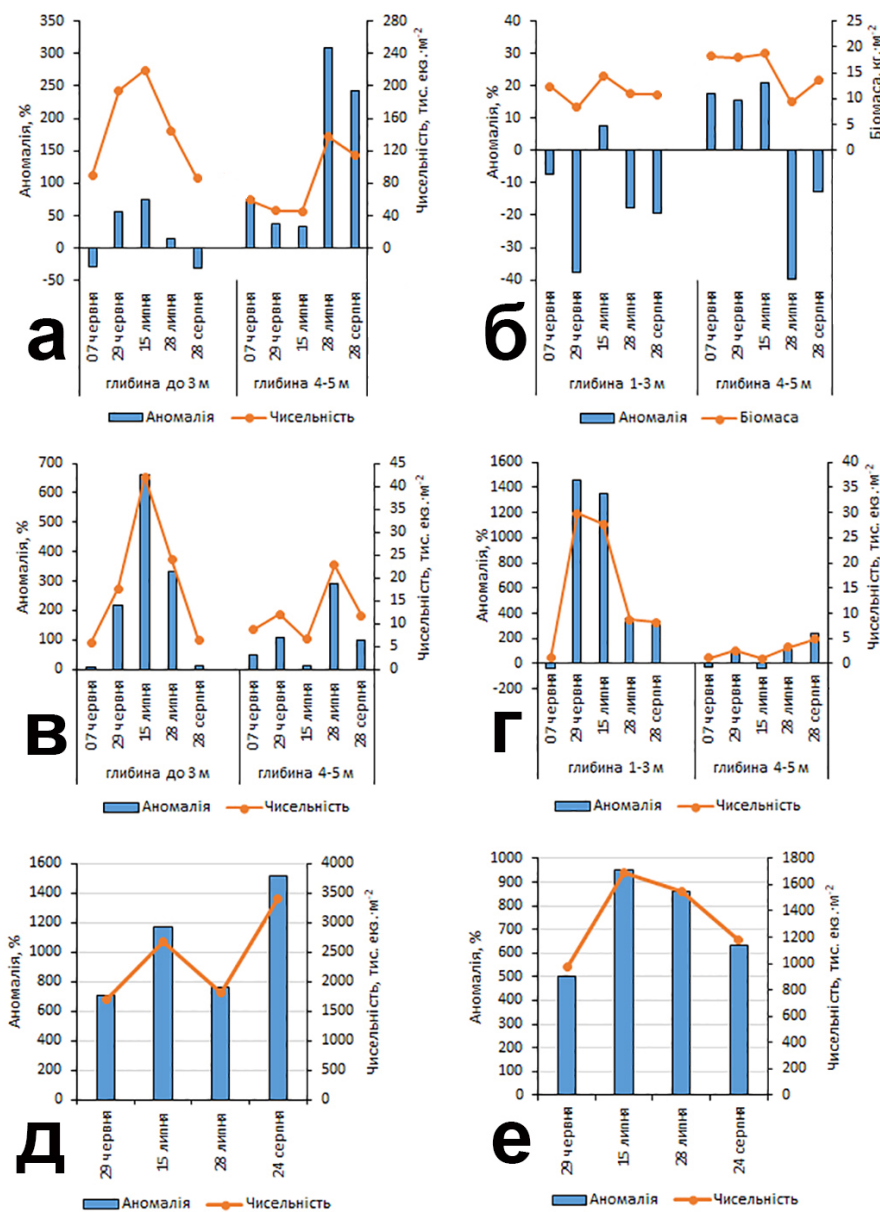 350
300
250
200
150
100
50
0
-50
Аномалія, %
280
240
200
160
120
80
40
0
Чисельність, тис. екз.·м⁻²
07 червня
29 червня
15 липня
28 липня
28 серпня
07 червня
29 червня
15 липня
28 липня
28 серпня
глибина до 3 м
глибина 4-5 м
Аномалія
Чисельність
а
40
30
20
10
0
-10
-20
-30
-40
Аномалія, %
25
20
15
10
5
0
Біомаса, кг·м⁻²
07 червня
29 червня
15 липня
28 липня
28 серпня
07 червня
29 червня
15 липня
28 липня
28 серпня
глибина 1-3 м
глибина 4-5 м
Аномалія
Біомаса
б
700
600
500
400
300
200
100
0
Аномалія, %
45
40
35
30
25
20
15
10
5
0
Чисельність, тис. екз.·м⁻²
07 червня
29 червня
15 липня
28 липня
28 серпня
07 червня
29 червня
15 липня
28 липня
28 серпня
глибина до 3 м
глибина 4-5 м
Аномалія
Чисельність
в
1600
1400
1200
1000
800
600
400
200
0
-200
Аномалія, %
40
35
30
25
20
15
10
5
0
Чисельність, тис. екз.·м⁻²
07 червня
29 червня
15 липня
28 липня
28 серпня
07 червня
29 червня
15 липня
28 липня
28 серпня
глибина 1-3 м
глибина 4-5 м
Аномалія
Чисельність
г
1600
1400
1200
1000
800
600
400
200
0
Аномалія, %
4000
3500
3000
2500
2000
1500
1000
500
0
Чисельність, тис. екз.·м⁻²
29 червня
15 липня
28 липня
24 серпня
Аномалія
Чисельність
д
1000
900
800
700
600
500
400
300
200
100
0
Аномалія, %
1800
1600
1400
1200
1000
800
600
400
200
0
Чисельність, тис. екз.·м⁻²
29 червня
15 липня
28 липня
24 серпня
Аномалія
Чисельність
е